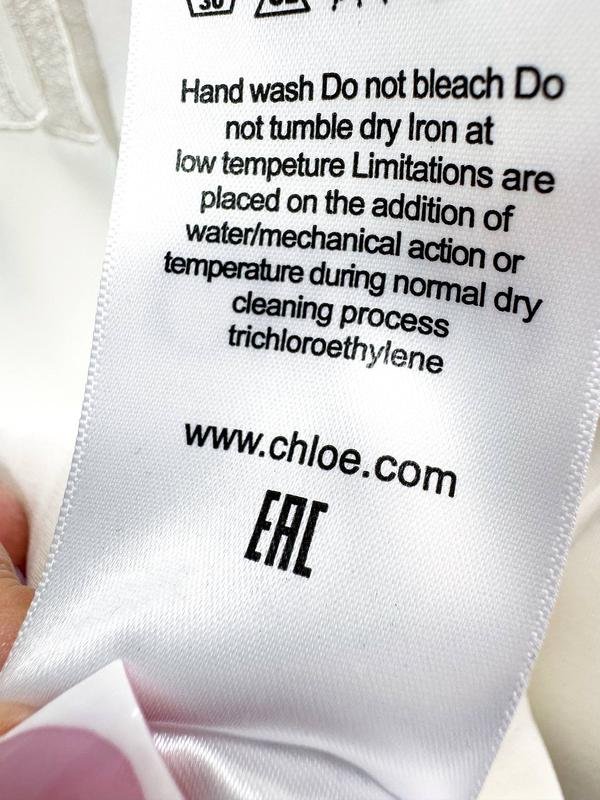 30
Hand wash Do not bleach Do
not tumble dry Iron at
low tempeture Limitations are
placed on the addition of
water/mechanical action or
temperature during normal dry
cleaning process
trichloroethylene
www.chloe.com
EAC